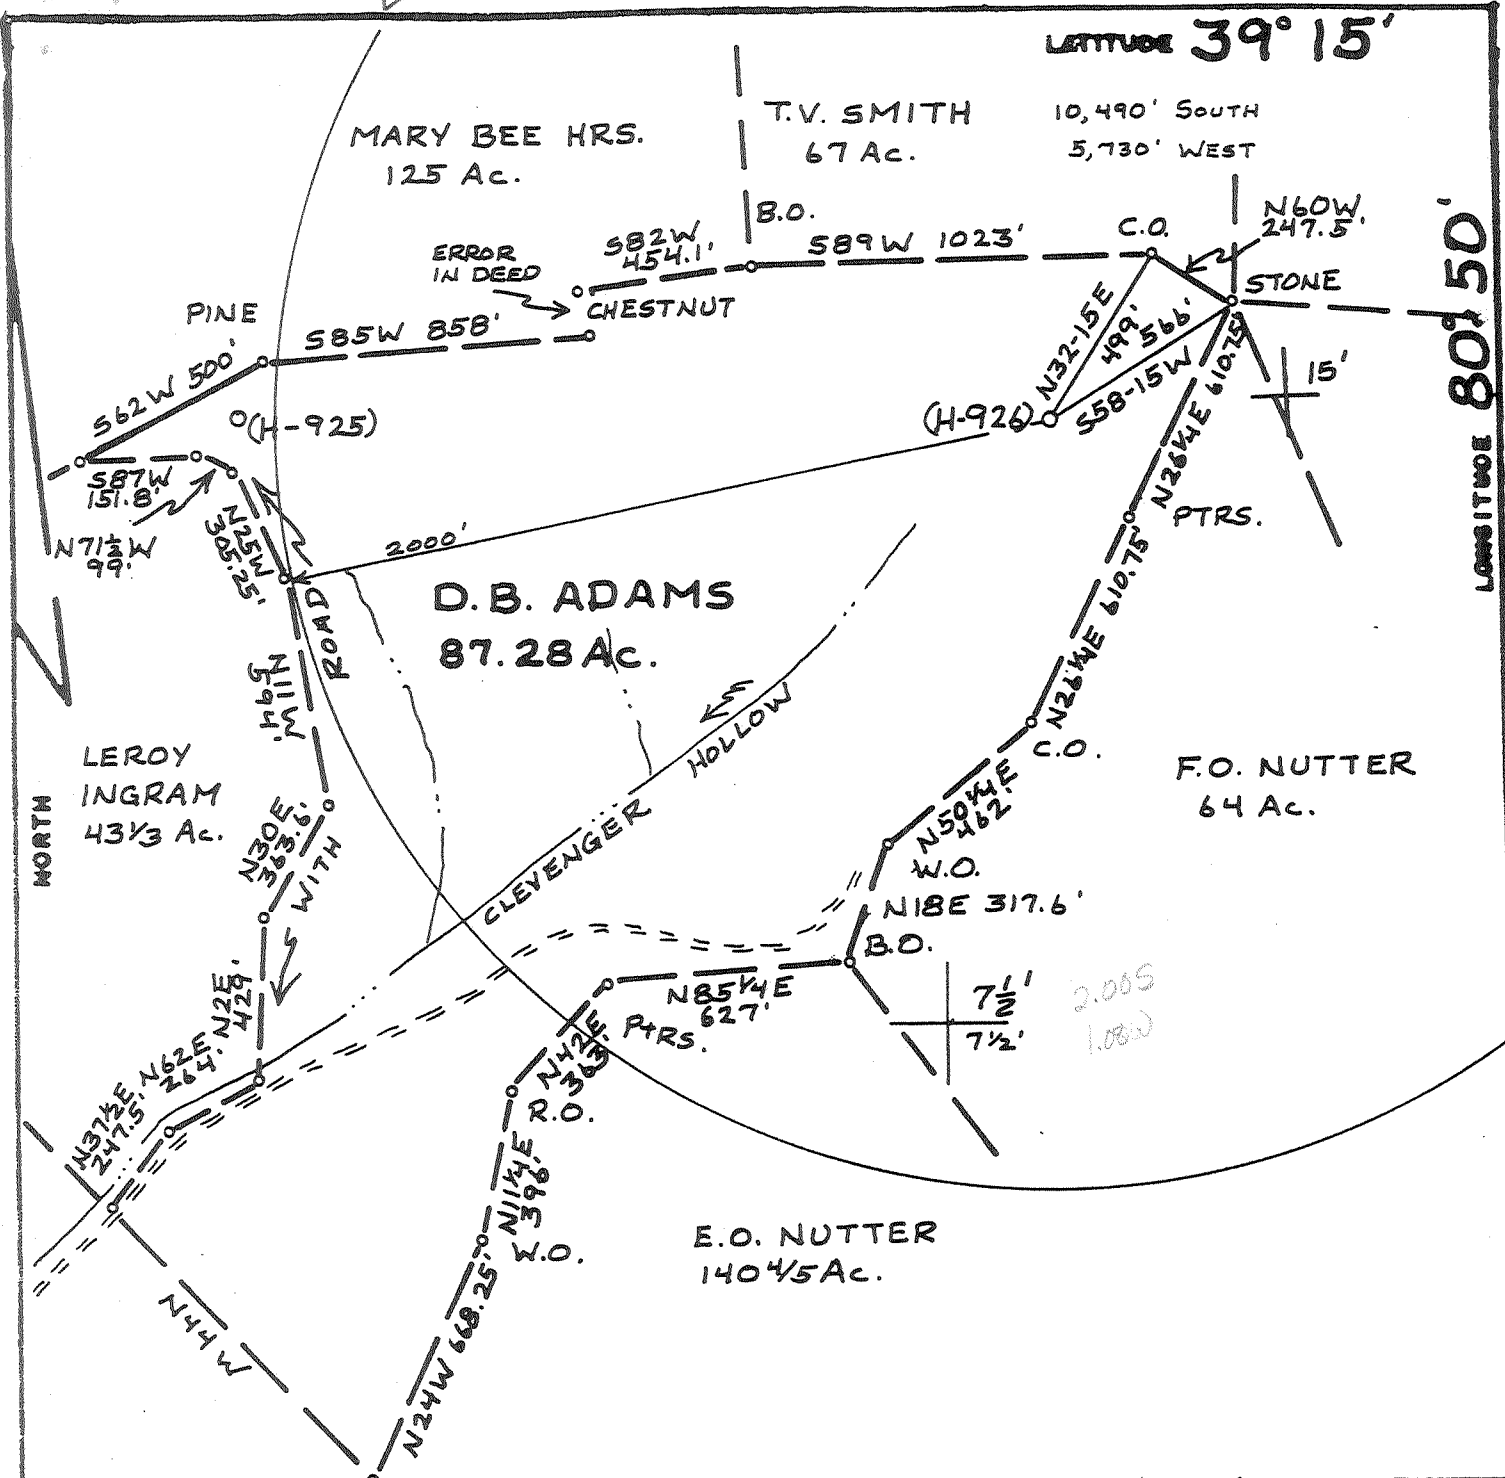 LATITUDE 39° 15'
MARY BEE HRS.
125 Ac.
T.V. SMITH
67 Ac.
10,490' SOUTH
5,730' WEST
LONGITUDE 80° 50'
B.O.
S82W
454.1'
S89W 1023'
C.O.
N60W
247.5'
STONE
ERROR
IN DEED
CHESTNUT
PINE
S85W 858'
S62W 500'
(H-925)
(H-926)
N32-15E
499'
566'
S58-15W
N26¼E 610.75'
15'
S87W
151.8'
N71½W
99'
N25W
305.25'
ROAD
2000'
PTRS.
D.B. ADAMS
87.28 Ac.
N26¼E 610.75'
N11W
594'
HOLLOW
C.O.
LEROY
INGRAM
43⅓ Ac.
F.O. NUTTER
64 Ac.
NORTH
N30E
363.6'
WITH
CLEVENGER
N50¼E
462'
W.O.
N18E 317.6'
B.O.
N2E
429'
N85¼E
627'
7½'
7½'
2.00S
1.08W
N62E
264'
N37½E
247.5'
N42E
363'
PTRS.
R.O.
N11¼E
396'
W.O.
E.O. NUTTER
140⅘ Ac.
N44W
N24W 668.25'